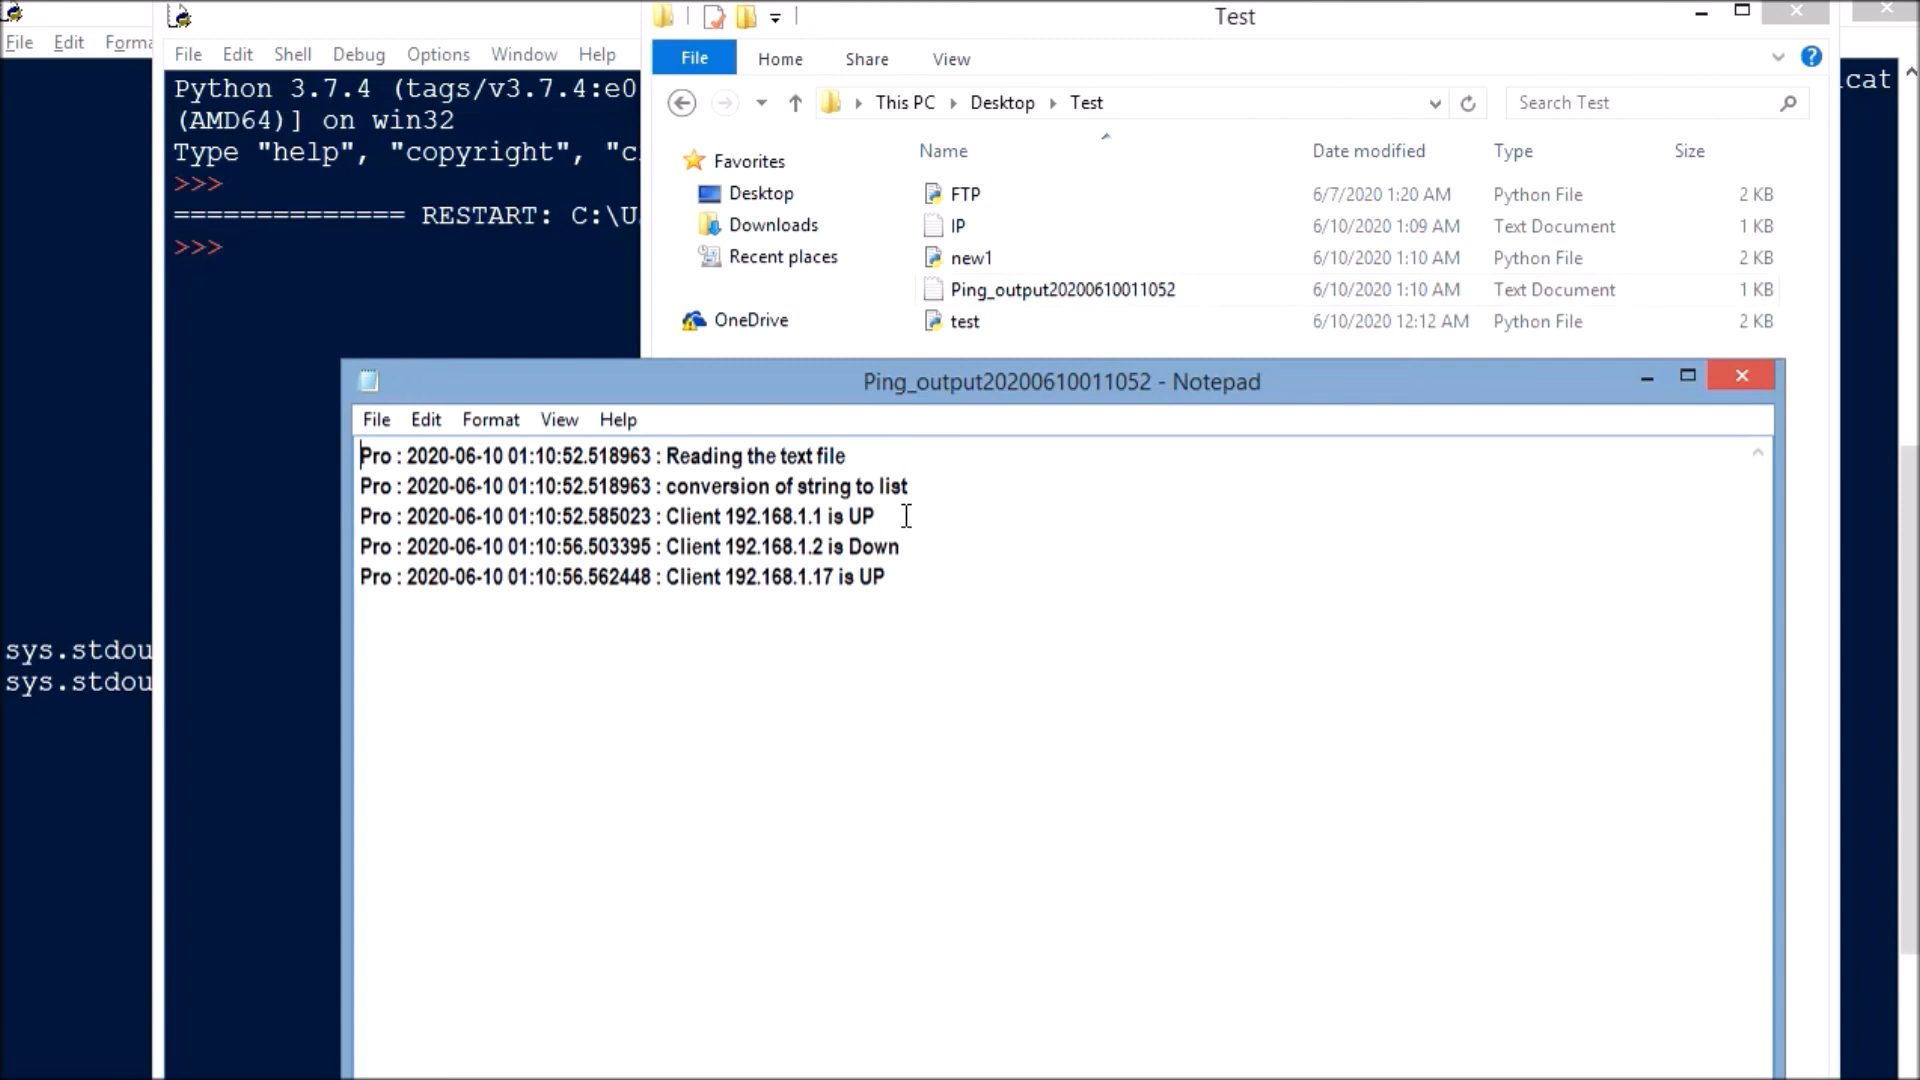 File Edit Forma
File Edit Shell Debug Options Window Help
Python 3.7.4 (tags/v3.7.4:e0
(AMD64)] on win32
Type "help", "copyright", "c
>>>
============== RESTART: C:\U
>>>
sys.stdou
sys.stdou
cat
Test
File Home Share View
This PC Desktop Test
Search Test
Favorites
Desktop
Downloads
Recent places
OneDrive
Name Date modified Type Size
FTP 6/7/2020 1:20 AM Python File 2 KB
IP 6/10/2020 1:09 AM Text Document 1 KB
new1 6/10/2020 1:10 AM Python File 2 KB
Ping_output20200610011052 6/10/2020 1:10 AM Text Document 1 KB
test 6/10/2020 12:12 AM Python File 2 KB
Ping_output20200610011052 - Notepad
File Edit Format View Help
Pro : 2020-06-10 01:10:52.518963 : Reading the text file
Pro : 2020-06-10 01:10:52.518963 : conversion of string to list
Pro : 2020-06-10 01:10:52.585023 : Client 192.168.1.1 is UP
Pro : 2020-06-10 01:10:56.503395 : Client 192.168.1.2 is Down
Pro : 2020-06-10 01:10:56.562448 : Client 192.168.1.17 is UP